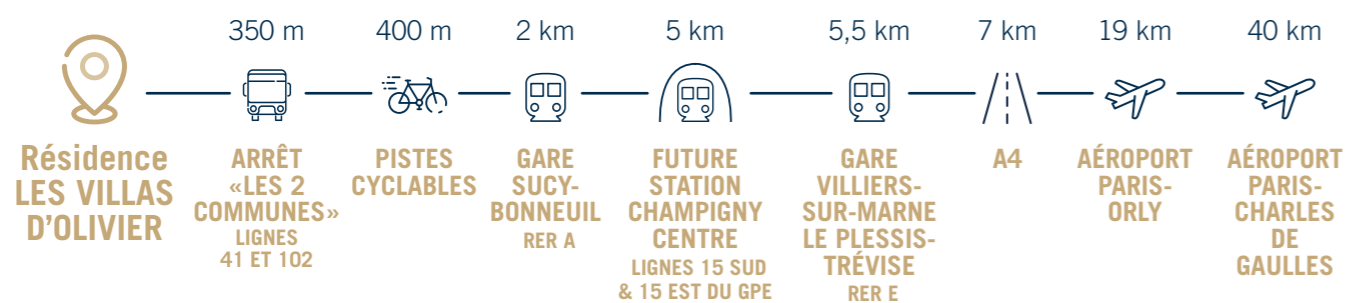 350 m
400 m
2 km
5 km
5,5 km
7 km
19 km
40 km
Résidence
LES VILLAS
D’OLIVIER
ARRÊT
«LES 2
COMMUNES»
LIGNES
41 ET 102
PISTES
CYCLABLES
GARE
SUCY-
BONNEUIL
RER A
FUTURE
STATION
CHAMPIGNY
CENTRE
LIGNES 15 SUD
& 15 EST DU GPE
GARE
VILLIERS-
SUR-MARNE
LE PLESSIS-
TRÉVISE
RER E
A4
AÉROPORT
PARIS-
ORLY
AÉROPORT
PARIS-
CHARLES
DE
GAULLES